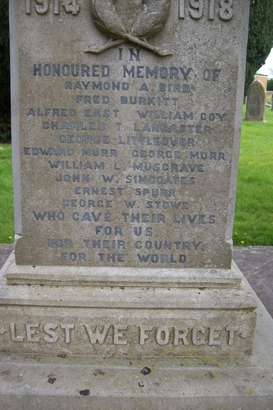 1914 1918
IN
HONOURED MEMORY OF
RAYMOND A. BIRD
FRED BURKITT
ALFRED EAST WILLIAM COY
CHARLES T. LANCASTER
GEORGE LITTLEOVER
EDWARD MURR GEORGE MURR
WILLIAM L. MUSGRAVE
JOHN W. SIMCOATES
ERNEST SPURR
GEORGE W. STOWE
WHO GAVE THEIR LIVES
FOR US
FOR THEIR COUNTRY
FOR THE WORLD
LEST WE FORGET